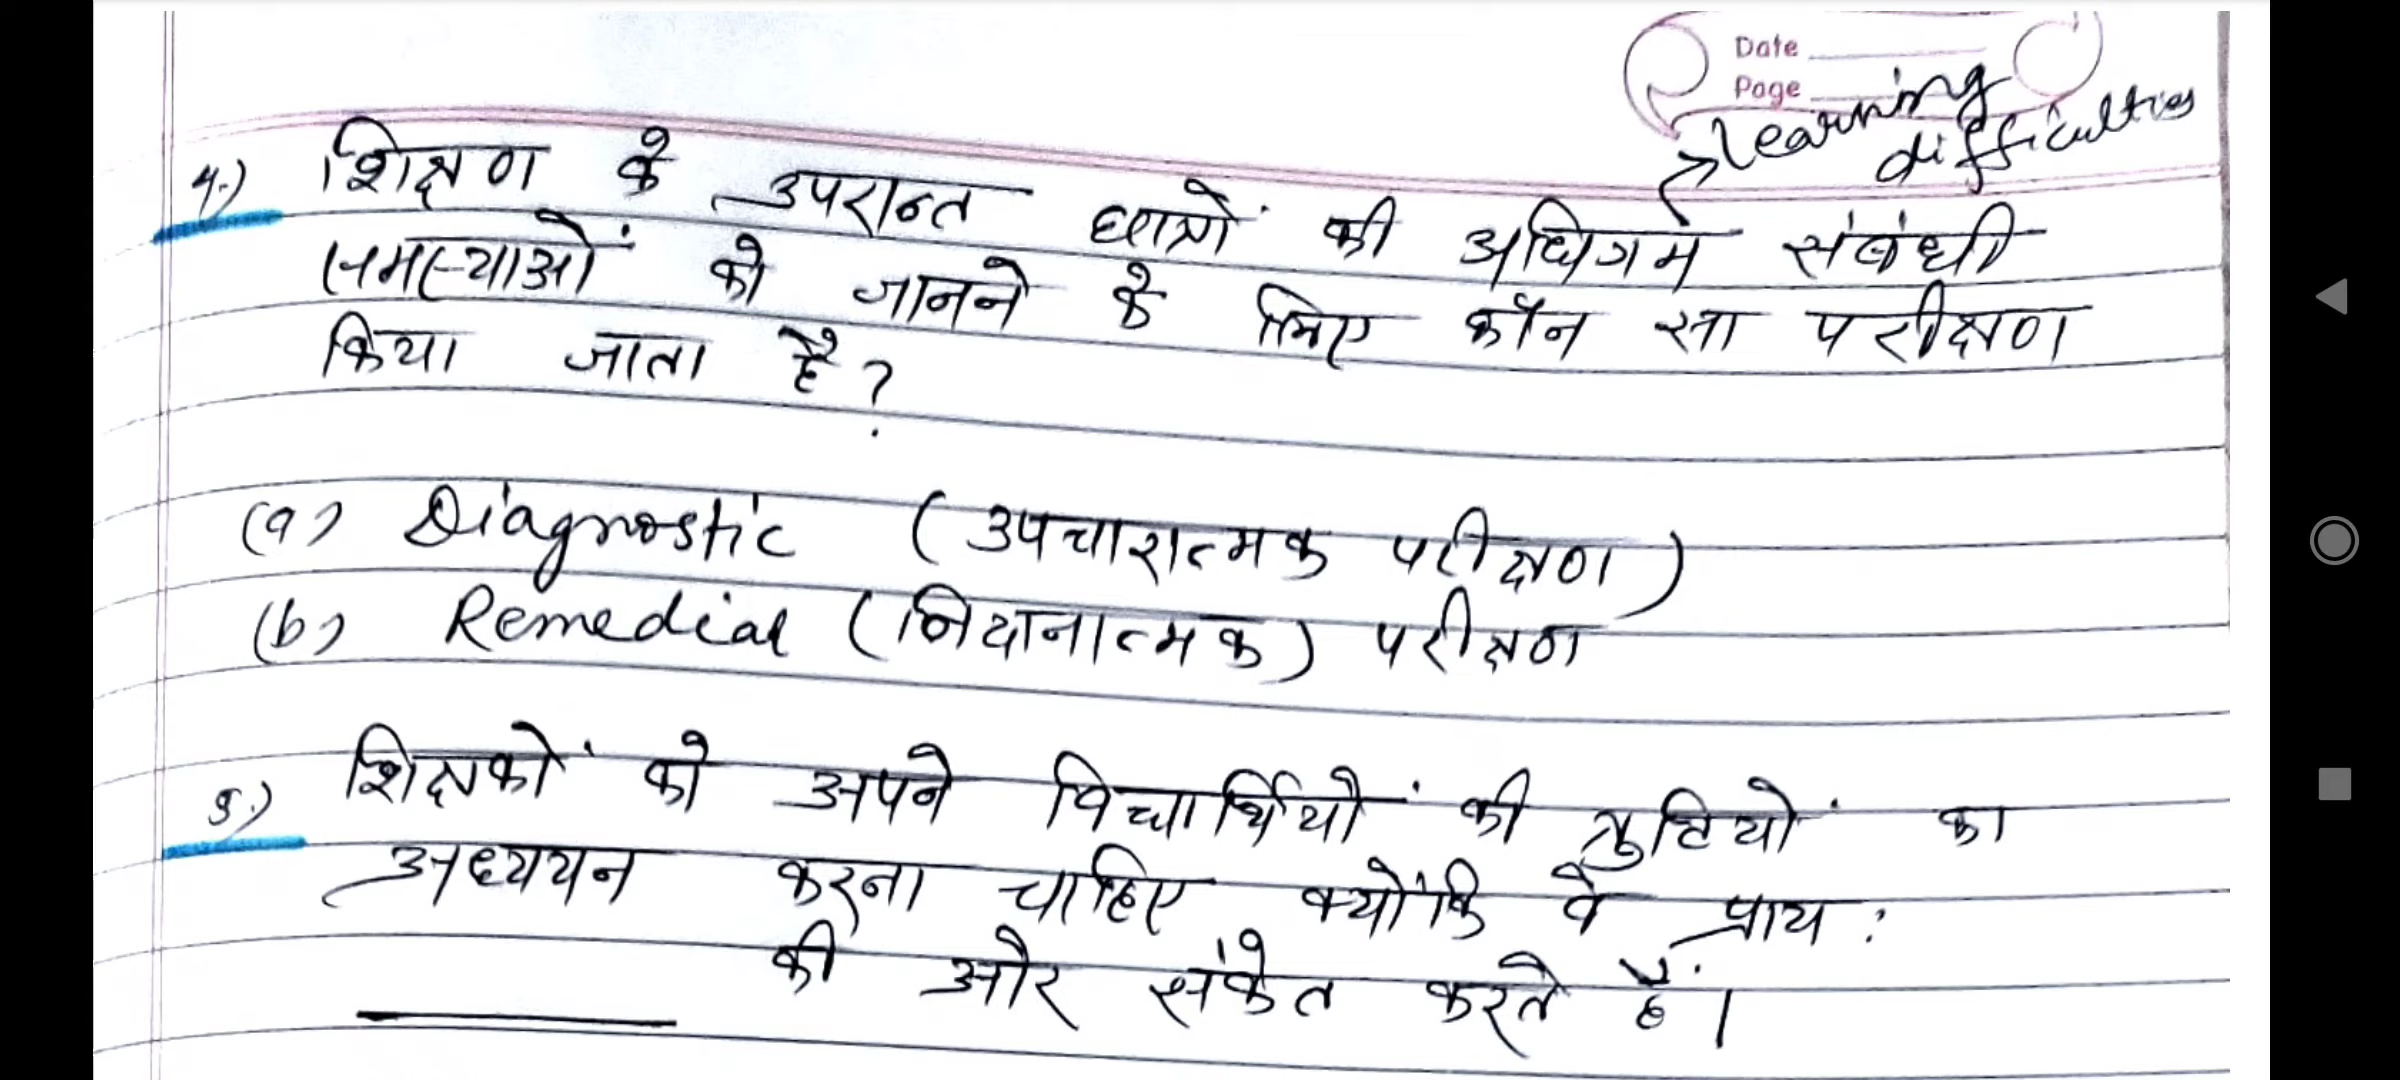 Date
Page
learning
difficulties
4.) शिक्षण के उपरान्त छात्रों की अधिगम संबंधी
समस्याओं को जानने के लिए कौन सा परीक्षण
किया जाता है?
(a) Diagnostic (उपचारात्मक परीक्षण)
(b) Remedial (निदानात्मक) परीक्षण
5.) शिक्षकों को अपने विद्यार्थियों की त्रुटियों का
अध्ययन करना चाहिए क्योंकि वे प्राय:
की और संकेत करते हैं।